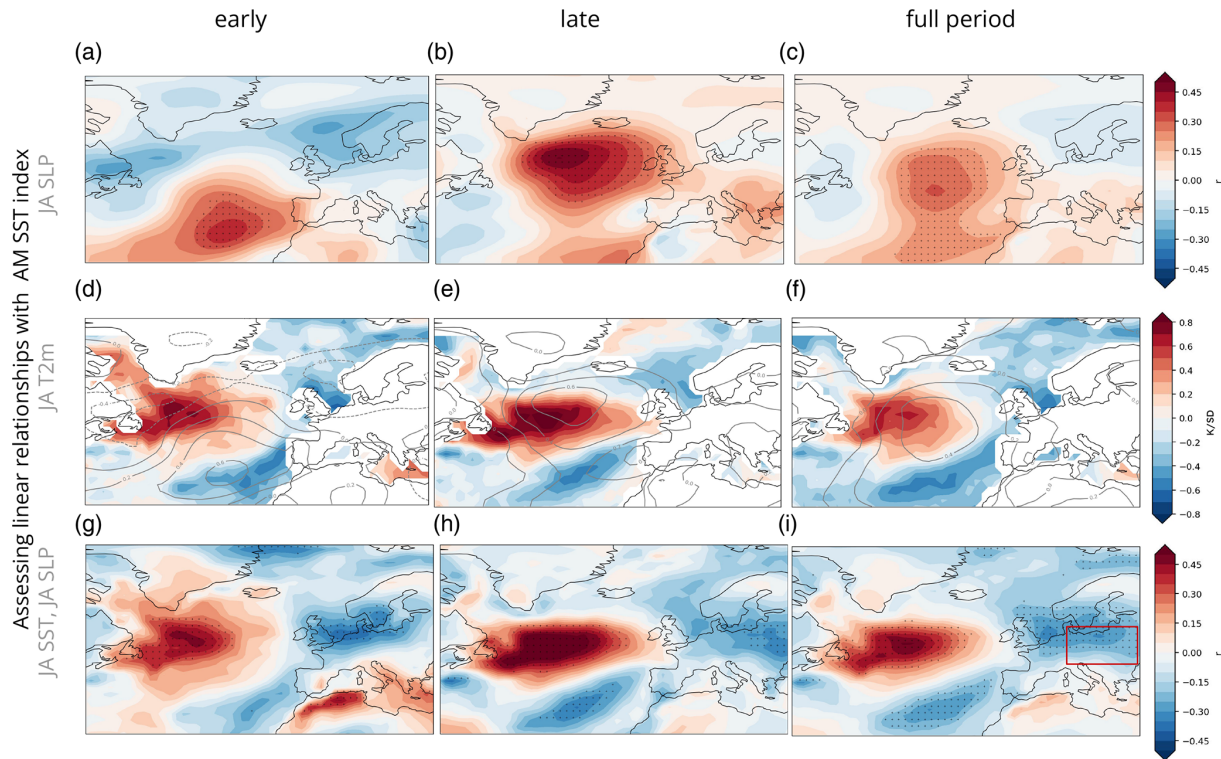 early late full period
(a) (b) (c)
Assessing linear relationships with AM SST index
JA SLP
0.45
0.30
0.15
0.00
−0.15
−0.30
−0.45
r
(d) (e) (f)
JA T2m
0.8
0.6
0.4
0.2
0.0
−0.2
−0.4
−0.6
−0.8
K/SD
(g) (h) (i)
JA SST, JA SLP
0.45
0.30
0.15
0.00
−0.15
−0.30
−0.45
r